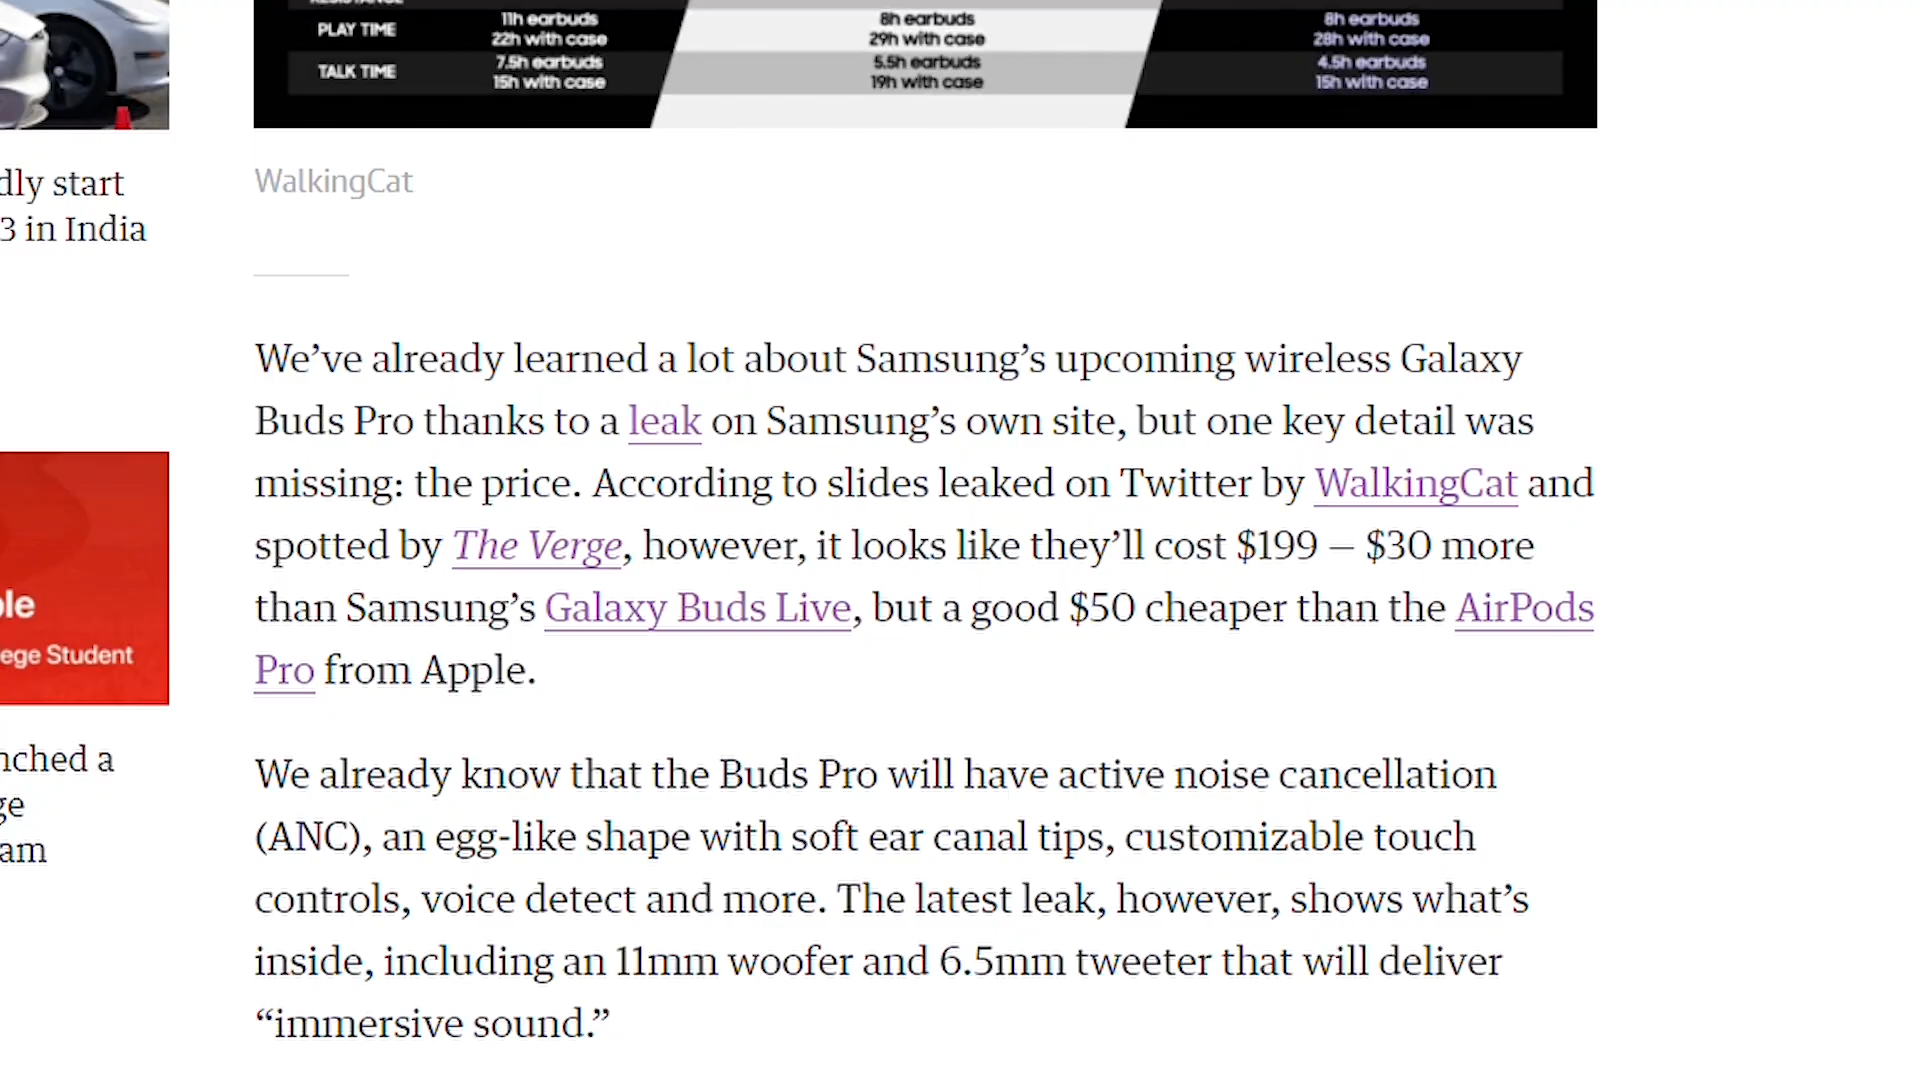 PLAY TIME
11h earbuds
22h with case
8h earbuds
29h with case
8h earbuds
28h with case
TALK TIME
7.5h earbuds
15h with case
5.5h earbuds
19h with case
4.5h earbuds
15h with case
WalkingCat
dly start
3 in India
We’ve already learned a lot about Samsung’s upcoming wireless Galaxy
Buds Pro thanks to a leak on Samsung’s own site, but one key detail was
missing: the price. According to slides leaked on Twitter by WalkingCat and
spotted by The Verge, however, it looks like they’ll cost $199 — $30 more
than Samsung’s Galaxy Buds Live, but a good $50 cheaper than the AirPods
Pro from Apple.
ple
ege Student
nched a
ge
am
We already know that the Buds Pro will have active noise cancellation
(ANC), an egg-like shape with soft ear canal tips, customizable touch
controls, voice detect and more. The latest leak, however, shows what’s
inside, including an 11mm woofer and 6.5mm tweeter that will deliver
“immersive sound.”